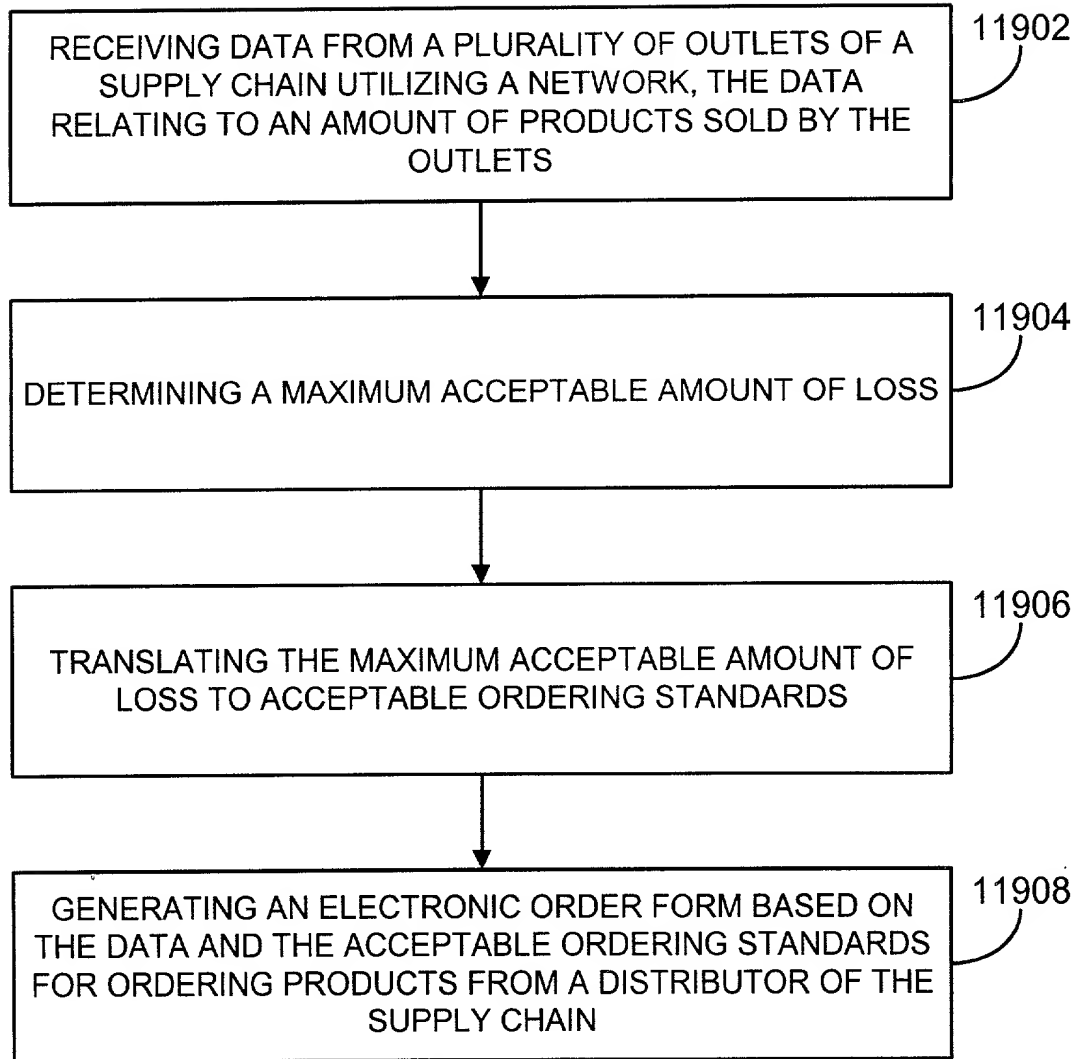 RECEIVING DATA FROM A PLURALITY OF OUTLETS OF A
SUPPLY CHAIN UTILIZING A NETWORK, THE DATA
RELATING TO AN AMOUNT OF PRODUCTS SOLD BY THE
OUTLETS
11902
DETERMINING A MAXIMUM ACCEPTABLE AMOUNT OF LOSS
11904
TRANSLATING THE MAXIMUM ACCEPTABLE AMOUNT OF
LOSS TO ACCEPTABLE ORDERING STANDARDS
11906
GENERATING AN ELECTRONIC ORDER FORM BASED ON
THE DATA AND THE ACCEPTABLE ORDERING STANDARDS
FOR ORDERING PRODUCTS FROM A DISTRIBUTOR OF THE
SUPPLY CHAIN
11908